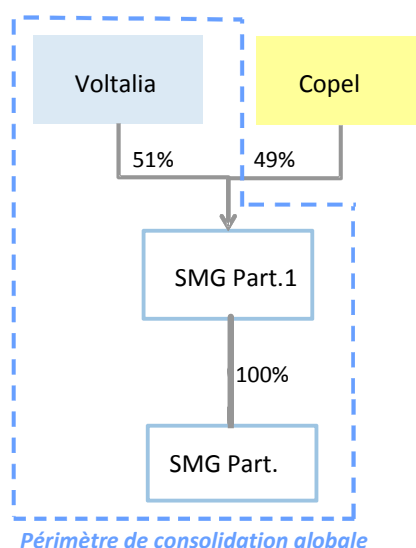 Voltalia
Copel
51%
49%
SMG Part.1
100%
SMG Part.
Périmètre de consolidation globale